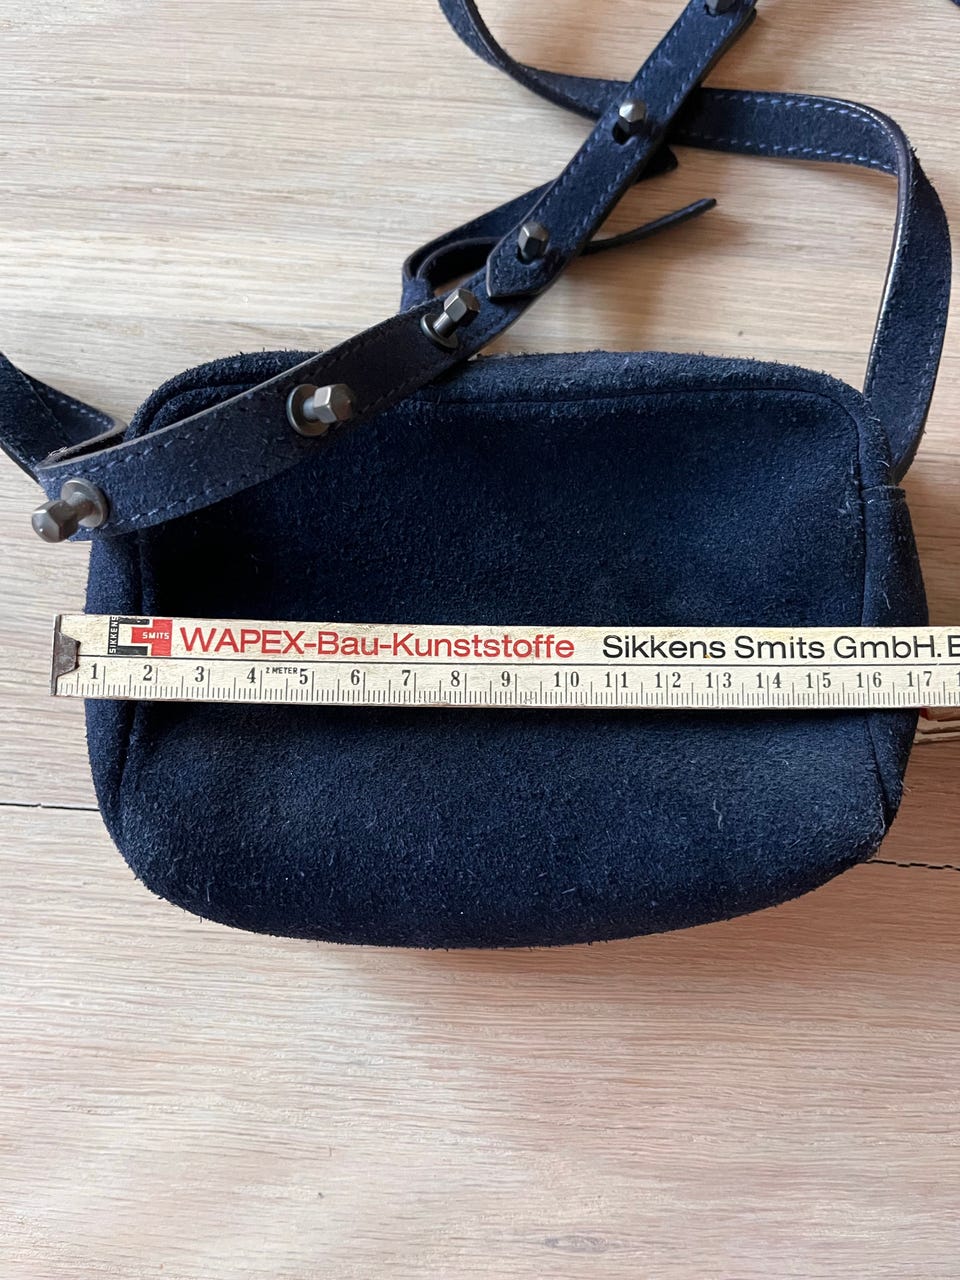 SIKKENS
SMITS
WAPEX-Bau-Kunststoffe Sikkens Smits GmbH.
1 2 3 4 2 METER 5 6 7 8 9 10 11 12 13 14 15 16 17